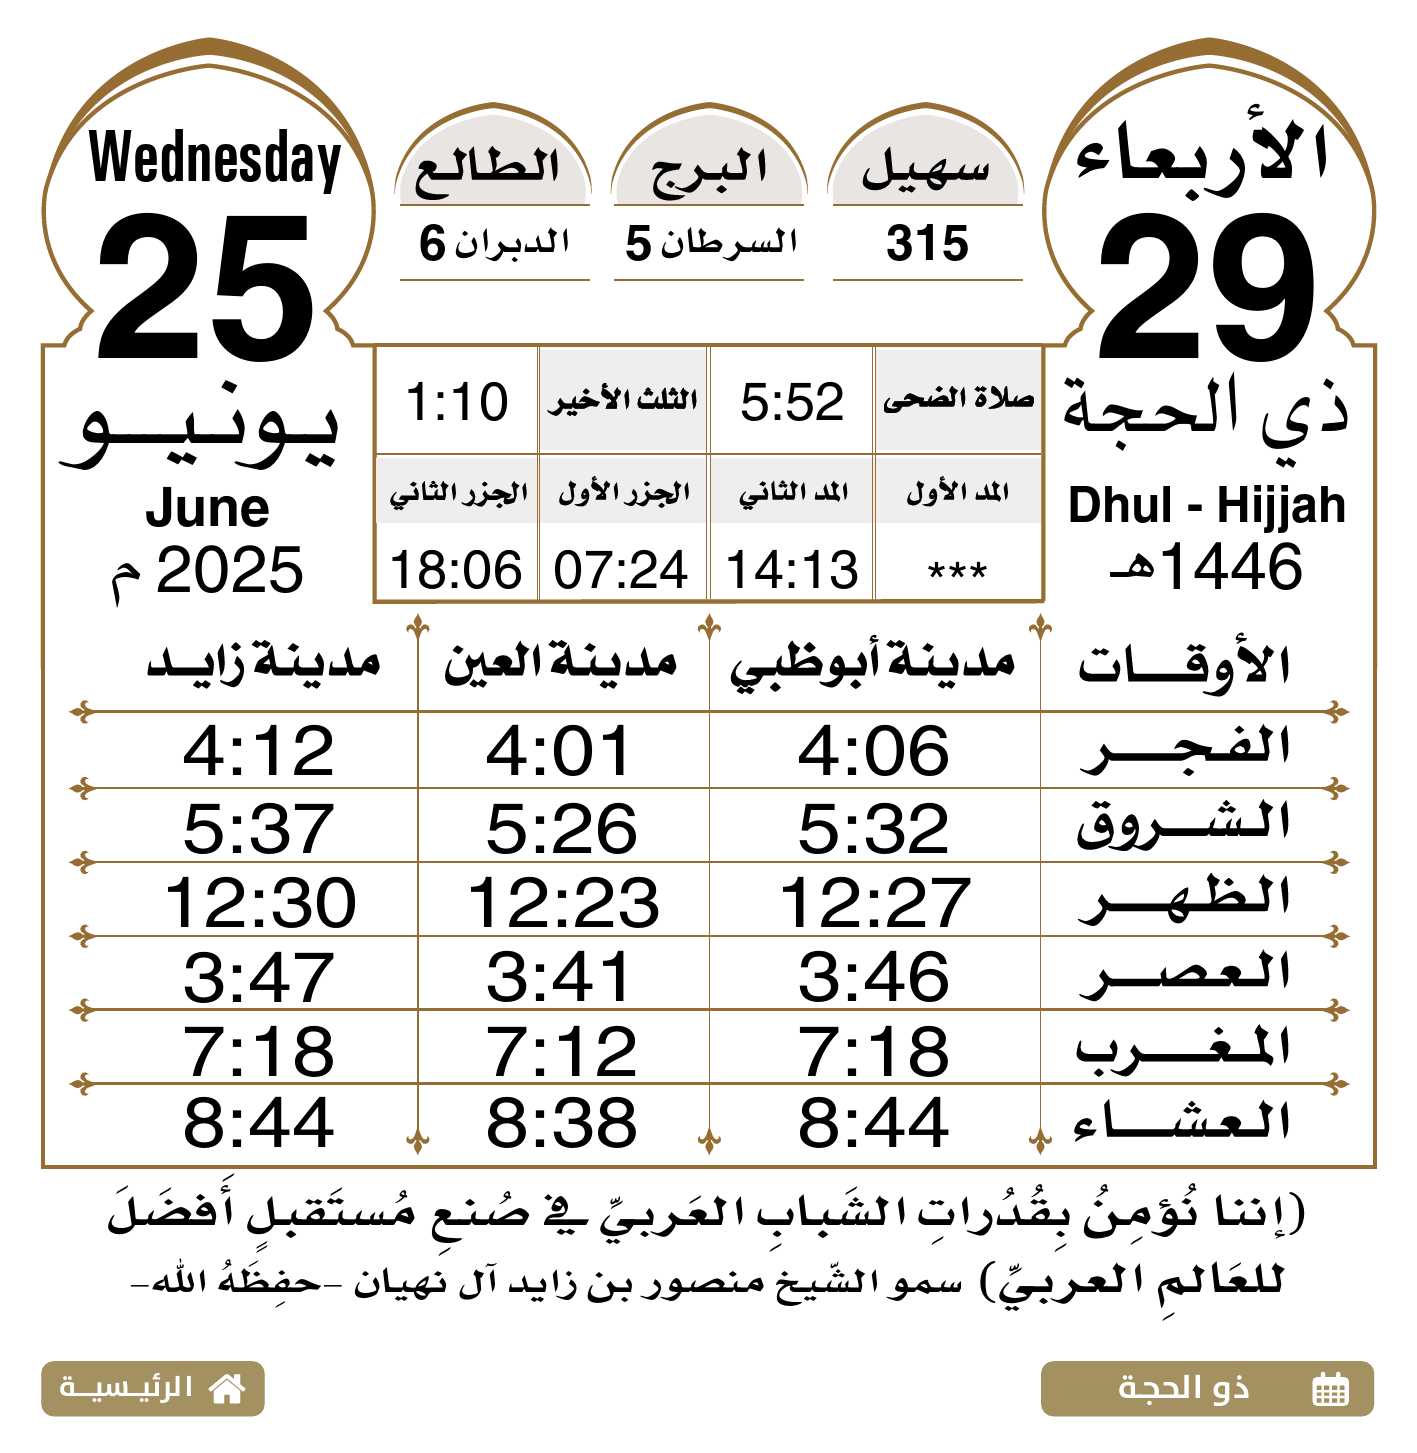 الأربعاء
29
ذي الحجة
Dhul - Hijjah
1446هـ
سهيل
315
البرج
السرطان 5
الطالع
الدبران 6
Wednesday
25
يونيو
June
2025 م
صلاة الضحى 5:52 الثلث الأخير 1:10
المد الأول المد الثاني الجزر الأول الجزر الثاني
*** 14:13 07:24 18:06
الأوقات مدينة أبوظبي مدينة العين مدينة زايد
الفجر 4:06 4:01 4:12
الشروق 5:32 5:26 5:37
الظهر 12:27 12:23 12:30
العصر 3:46 3:41 3:47
المغرب 7:18 7:12 7:18
العشاء 8:44 8:38 8:44
(إننا نُؤمِنُ بِقُدُراتِ الشَبابِ العَربيِّ في صُنعِ مُستَقبلٍ أَفضَلَ
للعَالمِ العربيِّ) سمو الشّيخ منصور بن زايد آل نهيان –حفِظَهُ الله–
ذو الحجة
الرئيسية